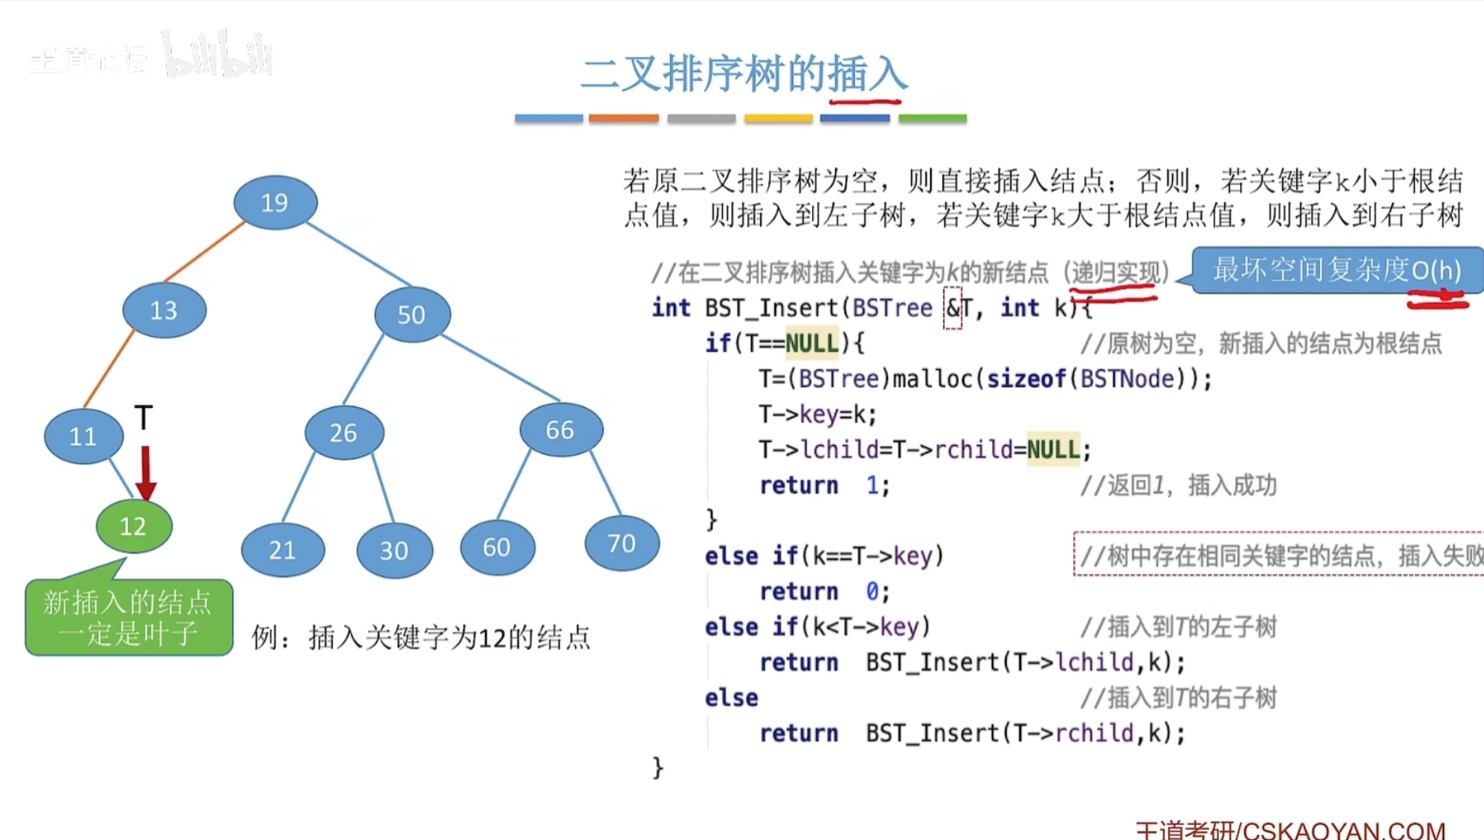 王道论坛 bilibili
二叉排序树的插入
若原二叉排序树为空，则直接插入结点；否则，若关键字k小于根结
点值，则插入到左子树，若关键字k大于根结点值，则插入到右子树
19
13
50
11
T
26
66
12
21
30
60
70
新插入的结点
一定是叶子
例：插入关键字为12的结点
//在二叉排序树插入关键字为k的新结点（递归实现）
最坏空间复杂度O(h)
int BST_Insert(BSTree &T, int k){
if(T==NULL){ //原树为空，新插入的结点为根结点
T=(BSTree)malloc(sizeof(BSTNode));
T->key=k;
T->lchild=T->rchild=NULL;
return 1; //返回1，插入成功
}
else if(k==T->key) //树中存在相同关键字的结点，插入失败
return 0;
else if(k<T->key) //插入到T的左子树
return BST_Insert(T->lchild,k);
else //插入到T的右子树
return BST_Insert(T->rchild,k);
}
王道考研/CSKAOYAN.COM